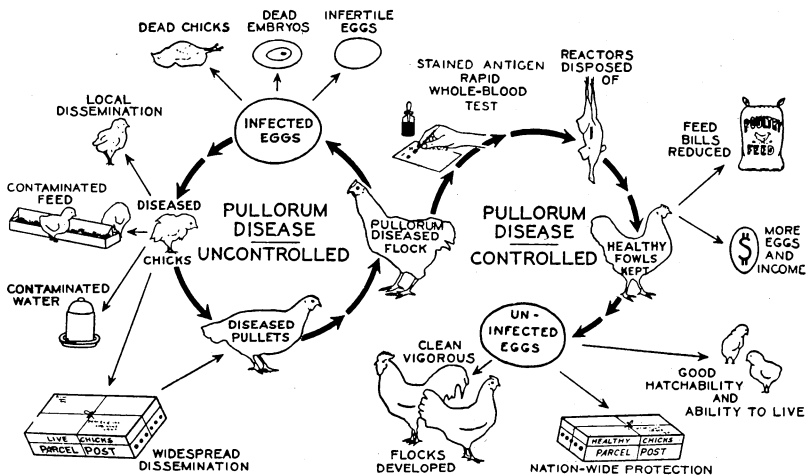 DEAD CHICKS
DEAD
EMBRYOS
INFERTILE
EGGS
INFECTED
EGGS
LOCAL
DISSEMINATION
CONTAMINATED
FEED
DISEASED
CHICKS
CONTAMINATED
WATER
LIVE CHICKS
PARCEL POST
WIDESPREAD
DISSEMINATION
DISEASED
PULLETS
PULLORUM
DISEASE
UNCONTROLLED
PULLORUM
DISEASED
FLOCK
STAINED ANTIGEN
RAPID
WHOLE-BLOOD
TEST
REACTORS
DISPOSED
OF
PULLORUM
DISEASE
CONTROLLED
HEALTHY
FOWLS
KEPT
FEED
BILLS
REDUCED
POULTRY
FEED
$
MORE
EGGS
AND
INCOME
UN-
INFECTED
EGGS
CLEAN
VIGOROUS
FLOCKS
DEVELOPED
HEALTHY CHICKS
PARCEL POST
NATION-WIDE PROTECTION
GOOD
HATCHABILITY
AND
ABILITY TO LIVE